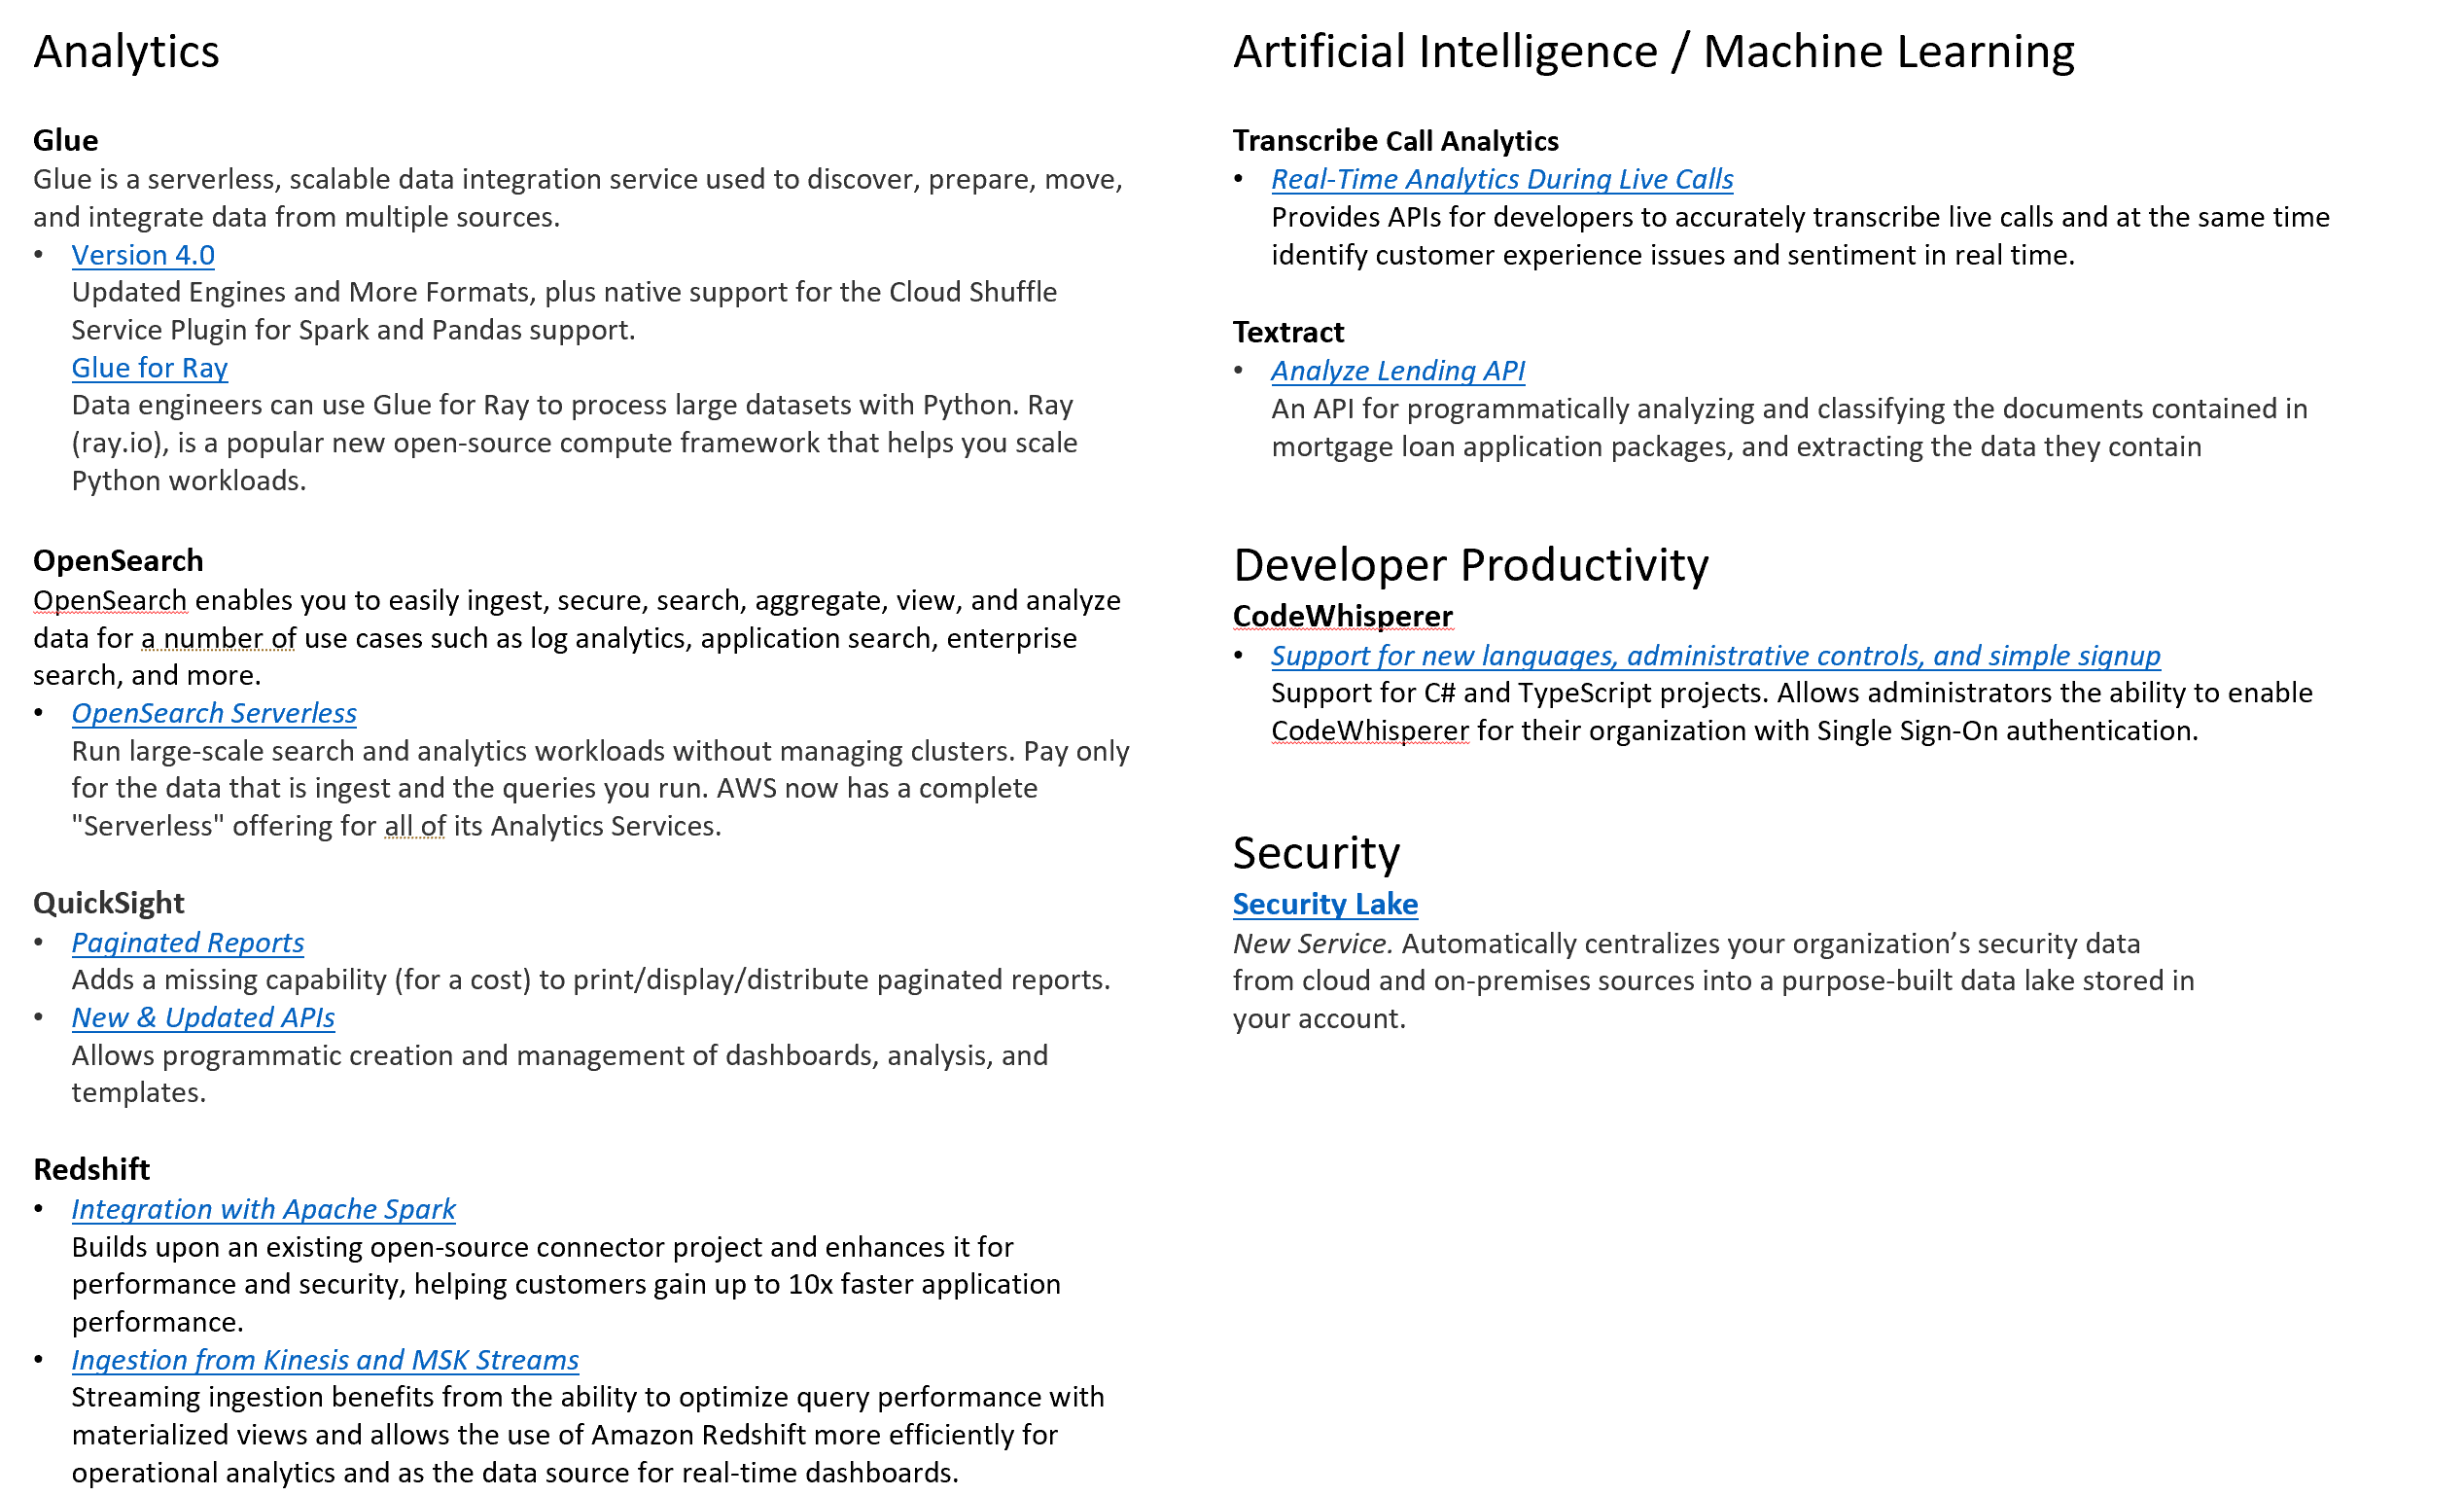 Analytics
Glue
Glue is a serverless, scalable data integration service used to discover, prepare, move,
and integrate data from multiple sources.
• Version 4.0
Updated Engines and More Formats, plus native support for the Cloud Shuffle
Service Plugin for Spark and Pandas support.
Glue for Ray
Data engineers can use Glue for Ray to process large datasets with Python. Ray
(ray.io), is a popular new open-source compute framework that helps you scale
Python workloads.
OpenSearch
OpenSearch enables you to easily ingest, secure, search, aggregate, view, and analyze
data for a number of use cases such as log analytics, application search, enterprise
search, and more.
• OpenSearch Serverless
Run large-scale search and analytics workloads without managing clusters. Pay only
for the data that is ingest and the queries you run. AWS now has a complete
"Serverless" offering for all of its Analytics Services.
QuickSight
• Paginated Reports
Adds a missing capability (for a cost) to print/display/distribute paginated reports.
• New & Updated APIs
Allows programmatic creation and management of dashboards, analysis, and
templates.
Redshift
• Integration with Apache Spark
Builds upon an existing open-source connector project and enhances it for
performance and security, helping customers gain up to 10x faster application
performance.
• Ingestion from Kinesis and MSK Streams
Streaming ingestion benefits from the ability to optimize query performance with
materialized views and allows the use of Amazon Redshift more efficiently for
operational analytics and as the data source for real-time dashboards.
Artificial Intelligence / Machine Learning
Transcribe Call Analytics
• Real-Time Analytics During Live Calls
Provides APIs for developers to accurately transcribe live calls and at the same time
identify customer experience issues and sentiment in real time.
Textract
• Analyze Lending API
An API for programmatically analyzing and classifying the documents contained in
mortgage loan application packages, and extracting the data they contain
Developer Productivity
CodeWhisperer
• Support for new languages, administrative controls, and simple signup
Support for C# and TypeScript projects. Allows administrators the ability to enable
CodeWhisperer for their organization with Single Sign-On authentication.
Security
Security Lake
New Service. Automatically centralizes your organization’s security data
from cloud and on-premises sources into a purpose-built data lake stored in
your account.